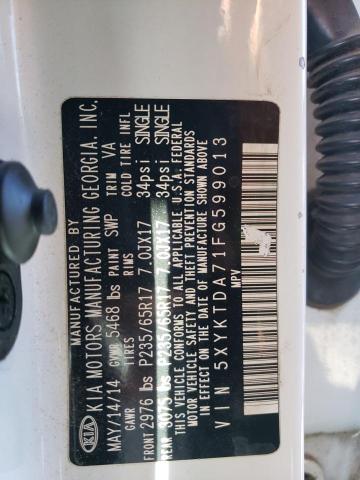 MANUFACTURED BY
KIA KIA MOTORS MANUFACTURING GEORGIA, INC.
MAY/14/14 GVWR 5468 lbs PAINT SWP TRIM VA
GAWR TIRES RIMS COLD TIRE INFL
FRONT 2976 lbs P235/65R17 7.0JX17 34psi SINGLE
REAR 3075 lbs P235/65R17 7.0JX17 34psi SINGLE
THIS VEHICLE CONFORMS TO ALL APPLICABLE U.S.A. FEDERAL
MOTOR VEHICLE SAFETY AND THEFT PREVENTION STANDARDS
IN EFFECT ON THE DATE OF MANUFACTURE SHOWN ABOVE
VIN 5XYKTDA71FG599013
MPV